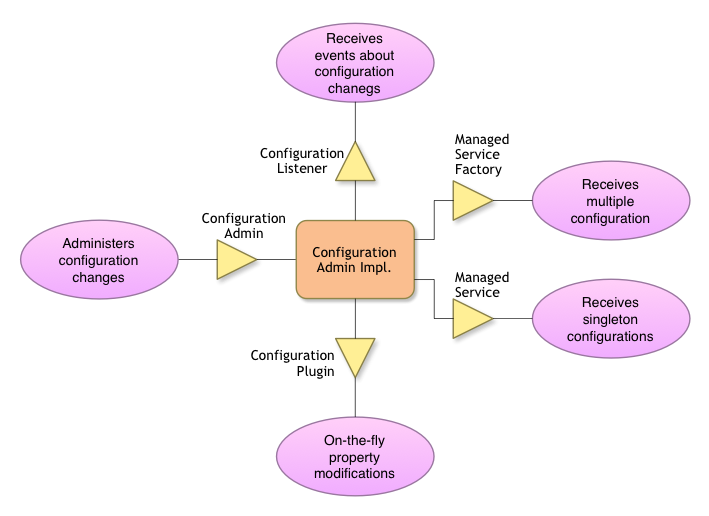 Receives
events about
configuration
chanegs
Configuration
Listener
Managed
Service
Factory
Receives
multiple
configuration
Configuration
Admin
Administers
configuration
changes
Configuration
Admin Impl.
Managed
Service
Receives
singleton
configurations
Configuration
Plugin
On-the-fly
property
modifications